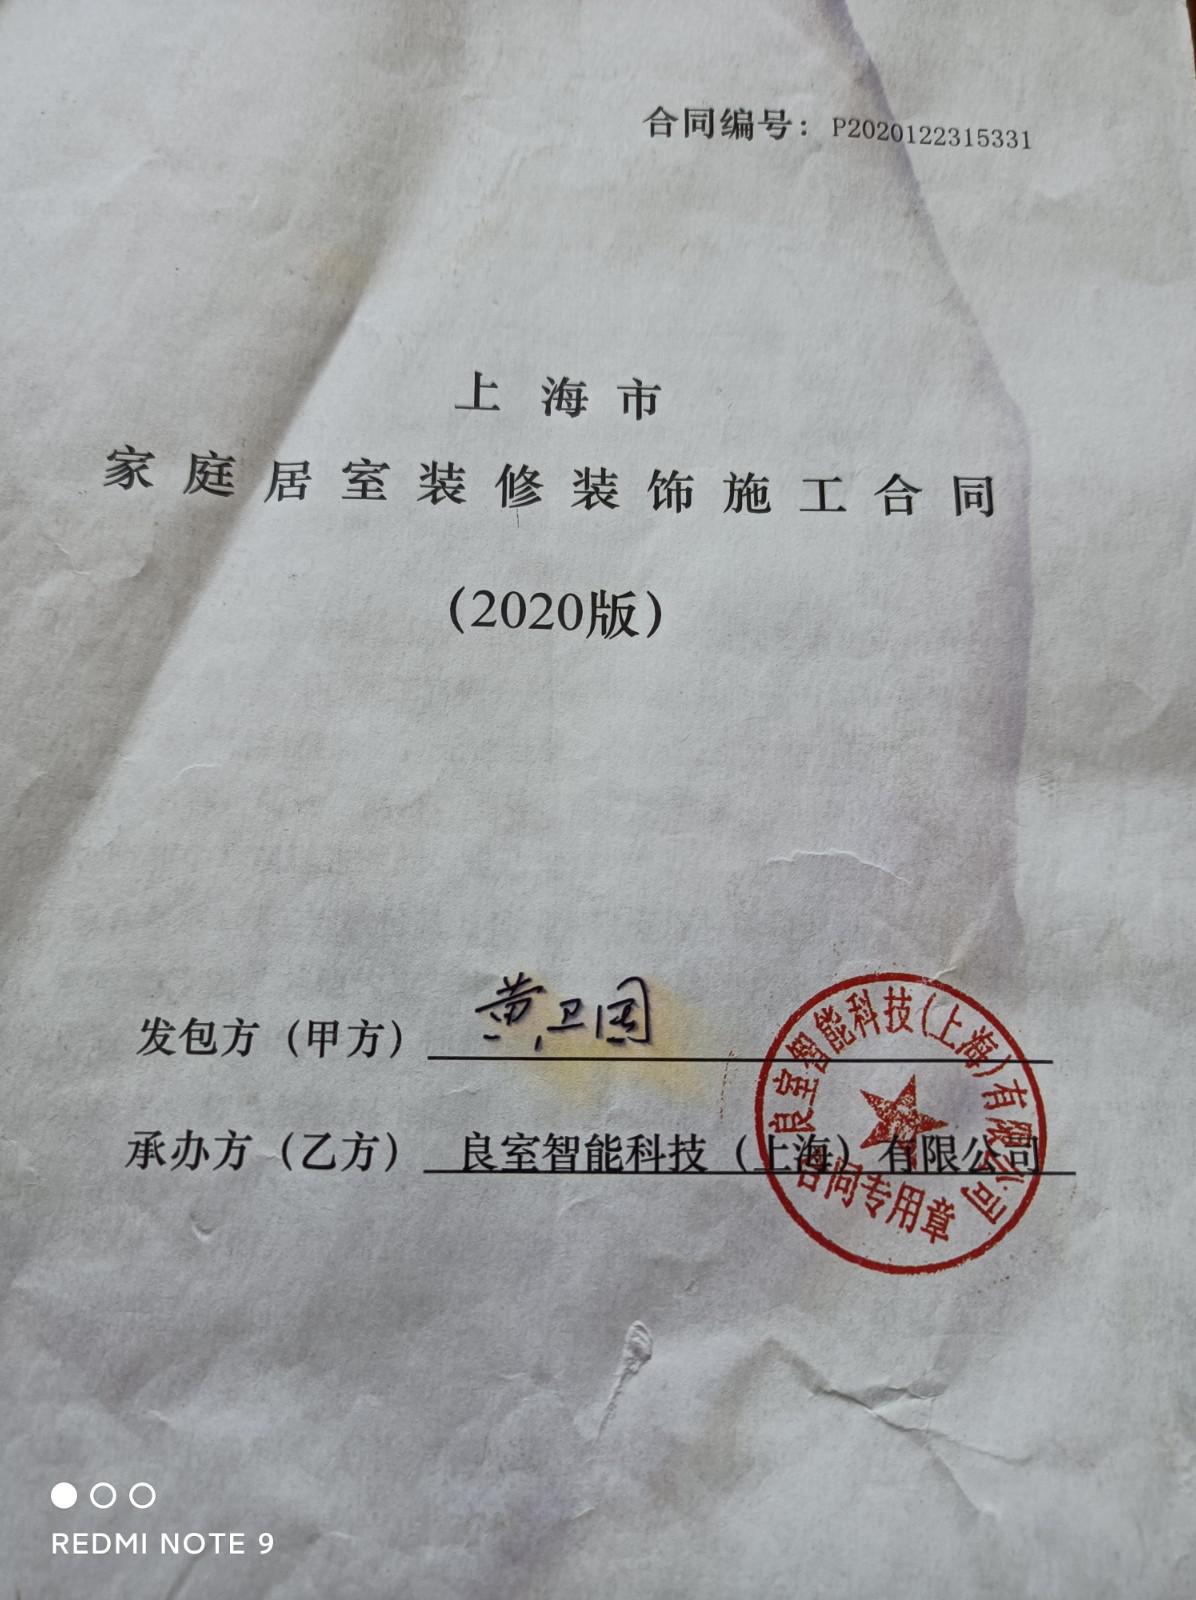 合同编号：P2020122315331
上海市
家庭居室装修装饰施工合同
（2020版）
发包方（甲方）黄卫国
承办方（乙方）良室智能科技（上海）有限公司
良室智能科技(上海)有限公司
合同专用章
REDMI NOTE 9